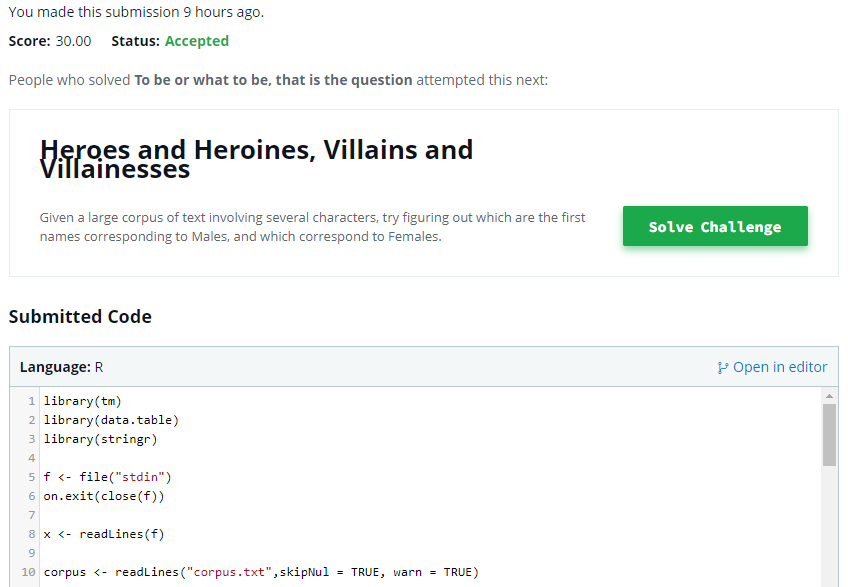 You made this submission 9 hours ago.
Score: 30.00 Status: Accepted
People who solved To be or what to be, that is the question attempted this next:
Heroes and Heroines, Villains and
Villainesses
Given a large corpus of text involving several characters, try figuring out which are the first
names corresponding to Males, and which correspond to Females.
Solve Challenge
Submitted Code
Language: R
Open in editor
1 library(tm)
2 library(data.table)
3 library(stringr)
4
5 f <- file("stdin")
6 on.exit(close(f))
7
8 x <- readLines(f)
9
10 corpus <- readLines("corpus.txt",skipNul = TRUE, warn = TRUE)